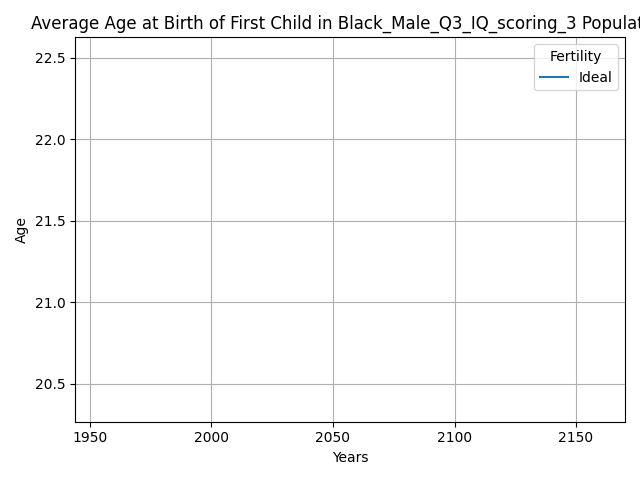 Average Age at Birth of First Child in Black_Male_Q3_IQ_scoring_3 Populat
Fertility
Ideal
22.5
22.0
21.5
21.0
20.5
Age
1950 2000 2050 2100 2150
Years